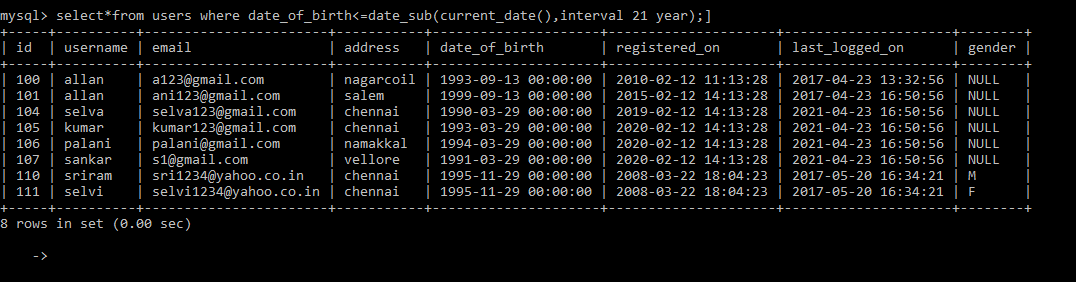 mysql> select*from users where date_of_birth<=date_sub(current_date(),interval 21 year);]
+-----+----------+-----------------------+-----------+---------------------+---------------------+---------------------+--------+
| id  | username | email                 | address   | date_of_birth       | registered_on       | last_logged_on      | gender |
+-----+----------+-----------------------+-----------+---------------------+---------------------+---------------------+--------+
| 100 | allan    | a123@gmail.com        | nagarcoil | 1993-09-13 00:00:00 | 2010-02-12 11:13:28 | 2017-04-23 13:32:56 | NULL   |
| 101 | allan    | ani123@gmail.com      | salem     | 1999-09-13 00:00:00 | 2015-02-12 14:13:28 | 2017-04-23 16:50:56 | NULL   |
| 104 | selva    | selva123@gmail.com    | chennai   | 1990-03-29 00:00:00 | 2019-02-12 14:13:28 | 2021-04-23 16:50:56 | NULL   |
| 105 | kumar    | kumar123@gmail.com    | chennai   | 1993-03-29 00:00:00 | 2020-02-12 14:13:28 | 2021-04-23 16:50:56 | NULL   |
| 106 | palani   | palani@gmail.com      | namakkal  | 1994-03-29 00:00:00 | 2020-02-12 14:13:28 | 2021-04-23 16:50:56 | NULL   |
| 107 | sankar   | s1@gmail.com          | vellore   | 1991-03-29 00:00:00 | 2020-02-12 14:13:28 | 2021-04-23 16:50:56 | NULL   |
| 110 | sriram   | sri1234@yahoo.co.in   | chennai   | 1995-11-29 00:00:00 | 2008-03-22 18:04:23 | 2017-05-20 16:34:21 | M      |
| 111 | selvi    | selvi1234@yahoo.co.in | chennai   | 1995-11-29 00:00:00 | 2008-03-22 18:04:23 | 2017-05-20 16:34:21 | F      |
+-----+----------+-----------------------+-----------+---------------------+---------------------+---------------------+--------+
8 rows in set (0.00 sec)
    ->